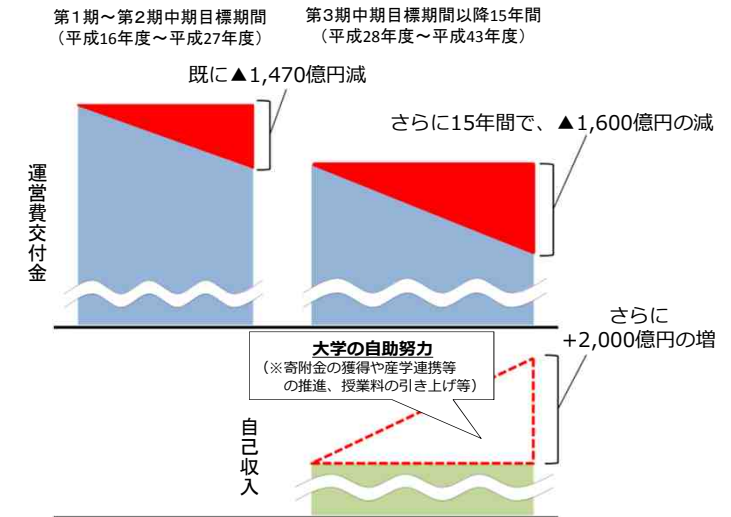 第1期～第2期中期目標期間
（平成16年度～平成27年度）
第3期中期目標期間以降15年間
（平成28年度～平成43年度）
既に▲1,470億円減
さらに15年間で、▲1,600億円の減
運営費交付金
大学の自助努力
（※寄附金の獲得や産学連携等
の推進、授業料の引き上げ等）
さらに
+2,000億円の増
自己収入